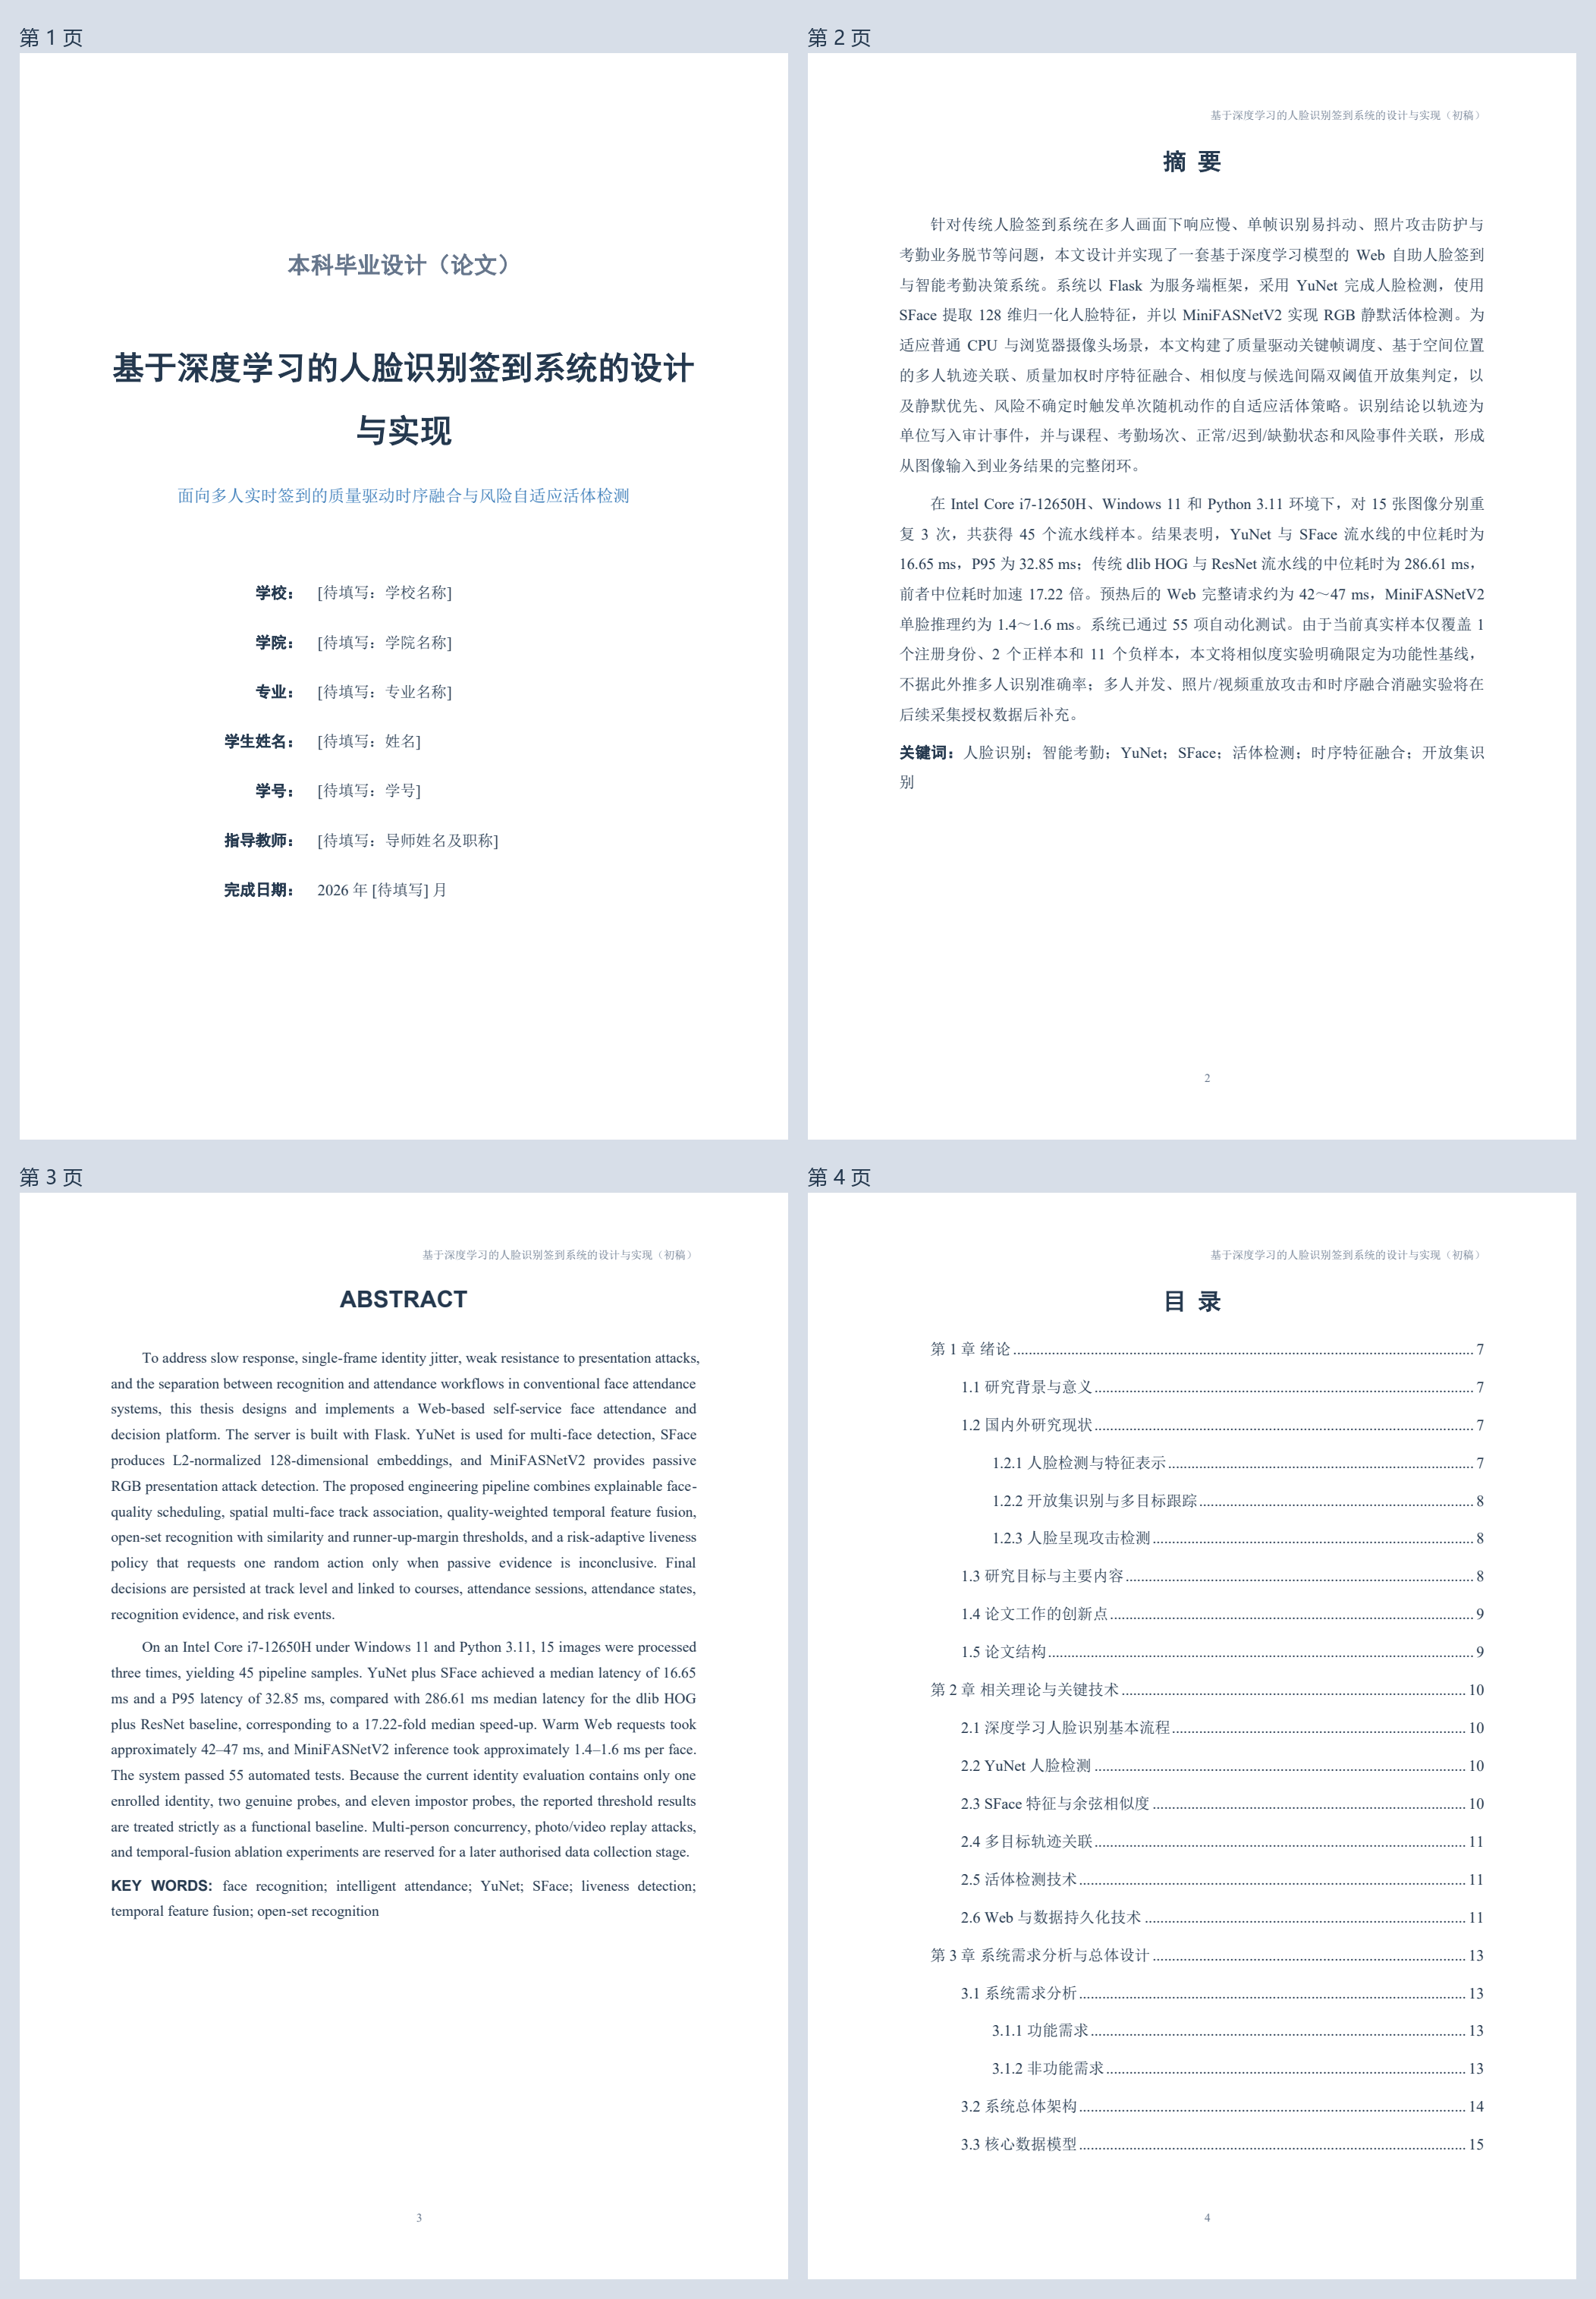 第 1 页
本科毕业设计（论文）
基于深度学习的人脸识别签到系统的设计
与实现
面向多人实时签到的质量驱动时序融合与风险自适应活体检测
学校： [待填写：学校名称]
学院： [待填写：学院名称]
专业： [待填写：专业名称]
学生姓名： [待填写：姓名]
学号： [待填写：学号]
指导教师： [待填写：导师姓名及职称]
完成日期： 2026 年 [待填写] 月
第 2 页
基于深度学习的人脸识别签到系统的设计与实现（初稿）
摘 要
针对传统人脸签到系统在多人画面下响应慢、单帧识别易抖动、照片攻击防护与
考勤业务脱节等问题，本文设计并实现了一套基于深度学习模型的 Web 自助人脸签到
与智能考勤决策系统。系统以 Flask 为服务端框架，采用 YuNet 完成人脸检测，使用
SFace 提取 128 维归一化人脸特征，并以 MiniFASNetV2 实现 RGB 静默活体检测。为
适应普通 CPU 与浏览器摄像头场景，本文构建了质量驱动关键帧调度、基于空间位置
的多人轨迹关联、质量加权时序特征融合、相似度与候选间隔双阈值开放集判定，以
及静默优先、风险不确定时触发单次随机动作的自适应活体策略。识别结论以轨迹为
单位写入审计事件，并与课程、考勤场次、正常/迟到/缺勤状态和风险事件关联，形成
从图像输入到业务结果的完整闭环。
在 Intel Core i7-12650H、Windows 11 和 Python 3.11 环境下，对 15 张图像分别重
复 3 次，共获得 45 个流水线样本。结果表明，YuNet 与 SFace 流水线的中位耗时为
16.65 ms，P95 为 32.85 ms；传统 dlib HOG 与 ResNet 流水线的中位耗时为 286.61 ms，
前者中位耗时加速 17.22 倍。预热后的 Web 完整请求约为 42～47 ms，MiniFASNetV2
单脸推理约为 1.4～1.6 ms。系统已通过 55 项自动化测试。由于当前真实样本仅覆盖 1
个注册身份、2 个正样本和 11 个负样本，本文将相似度实验明确限定为功能性基线，
不据此外推多人识别准确率；多人并发、照片/视频重放攻击和时序融合消融实验将在
后续采集授权数据后补充。
关键词：人脸识别；智能考勤；YuNet；SFace；活体检测；时序特征融合；开放集识
别
2
第 3 页
基于深度学习的人脸识别签到系统的设计与实现（初稿）
ABSTRACT
To address slow response, single-frame identity jitter, weak resistance to presentation attacks,
and the separation between recognition and attendance workflows in conventional face attendance
systems, this thesis designs and implements a Web-based self-service face attendance and
decision platform. The server is built with Flask. YuNet is used for multi-face detection, SFace
produces L2-normalized 128-dimensional embeddings, and MiniFASNetV2 provides passive
RGB presentation attack detection. The proposed engineering pipeline combines explainable face-
quality scheduling, spatial multi-face track association, quality-weighted temporal feature fusion,
open-set recognition with similarity and runner-up-margin thresholds, and a risk-adaptive liveness
policy that requests one random action only when passive evidence is inconclusive. Final
decisions are persisted at track level and linked to courses, attendance sessions, attendance states,
recognition evidence, and risk events.
On an Intel Core i7-12650H under Windows 11 and Python 3.11, 15 images were processed
three times, yielding 45 pipeline samples. YuNet plus SFace achieved a median latency of 16.65
ms and a P95 latency of 32.85 ms, compared with 286.61 ms median latency for the dlib HOG
plus ResNet baseline, corresponding to a 17.22-fold median speed-up. Warm Web requests took
approximately 42–47 ms, and MiniFASNetV2 inference took approximately 1.4–1.6 ms per face.
The system passed 55 automated tests. Because the current identity evaluation contains only one
enrolled identity, two genuine probes, and eleven impostor probes, the reported threshold results
are treated strictly as a functional baseline. Multi-person concurrency, photo/video replay attacks,
and temporal-fusion ablation experiments are reserved for a later authorised data collection stage.
KEY WORDS: face recognition; intelligent attendance; YuNet; SFace; liveness detection;
temporal feature fusion; open-set recognition
3
第 4 页
基于深度学习的人脸识别签到系统的设计与实现（初稿）
目 录
第 1 章 绪论 ........ 7
1.1 研究背景与意义 ........ 7
1.2 国内外研究现状 ........ 7
1.2.1 人脸检测与特征表示 ........ 7
1.2.2 开放集识别与多目标跟踪 ........ 8
1.2.3 人脸呈现攻击检测 ........ 8
1.3 研究目标与主要内容 ........ 8
1.4 论文工作的创新点 ........ 9
1.5 论文结构 ........ 9
第 2 章 相关理论与关键技术 ........ 10
2.1 深度学习人脸识别基本流程 ........ 10
2.2 YuNet 人脸检测 ........ 10
2.3 SFace 特征与余弦相似度 ........ 10
2.4 多目标轨迹关联 ........ 11
2.5 活体检测技术 ........ 11
2.6 Web 与数据持久化技术 ........ 11
第 3 章 系统需求分析与总体设计 ........ 13
3.1 系统需求分析 ........ 13
3.1.1 功能需求 ........ 13
3.1.2 非功能需求 ........ 13
3.2 系统总体架构 ........ 14
3.3 核心数据模型 ........ 15
4